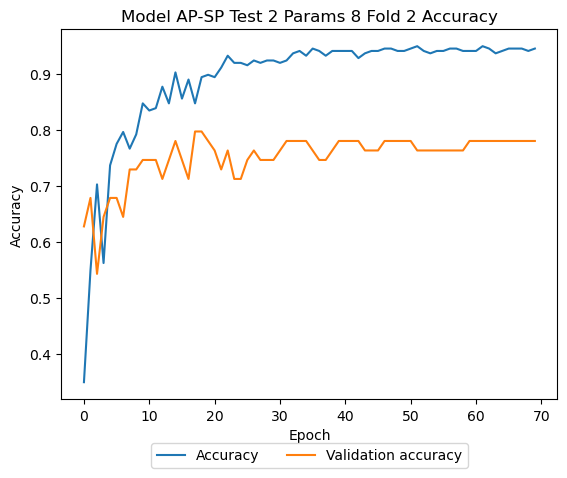 Model AP-SP Test 2 Params 8 Fold 2 Accuracy
0.9
0.8
0.7
0.6
0.5
0.4
Accuracy
0 10 20 30 40 50 60 70
Epoch
Accuracy Validation accuracy